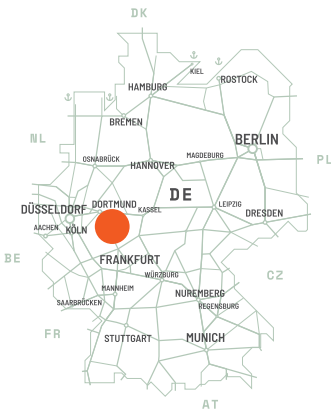 DK
KIEL
ROSTOCK
HAMBURG
BREMEN
NL
BERLIN
OSNABRÜCK
HANNOVER
MAGDEBURG
PL
DE
DÜSSELDORF
DORTMUND
KASSEL
LEIPZIG
DRESDEN
AACHEN
KÖLN
BE
FRANKFURT
WÜRZBURG
CZ
MANNHEIM
NUREMBERG
SAARBRÜCKEN
REGENSBURG
FR
STUTTGART
MUNICH
AT